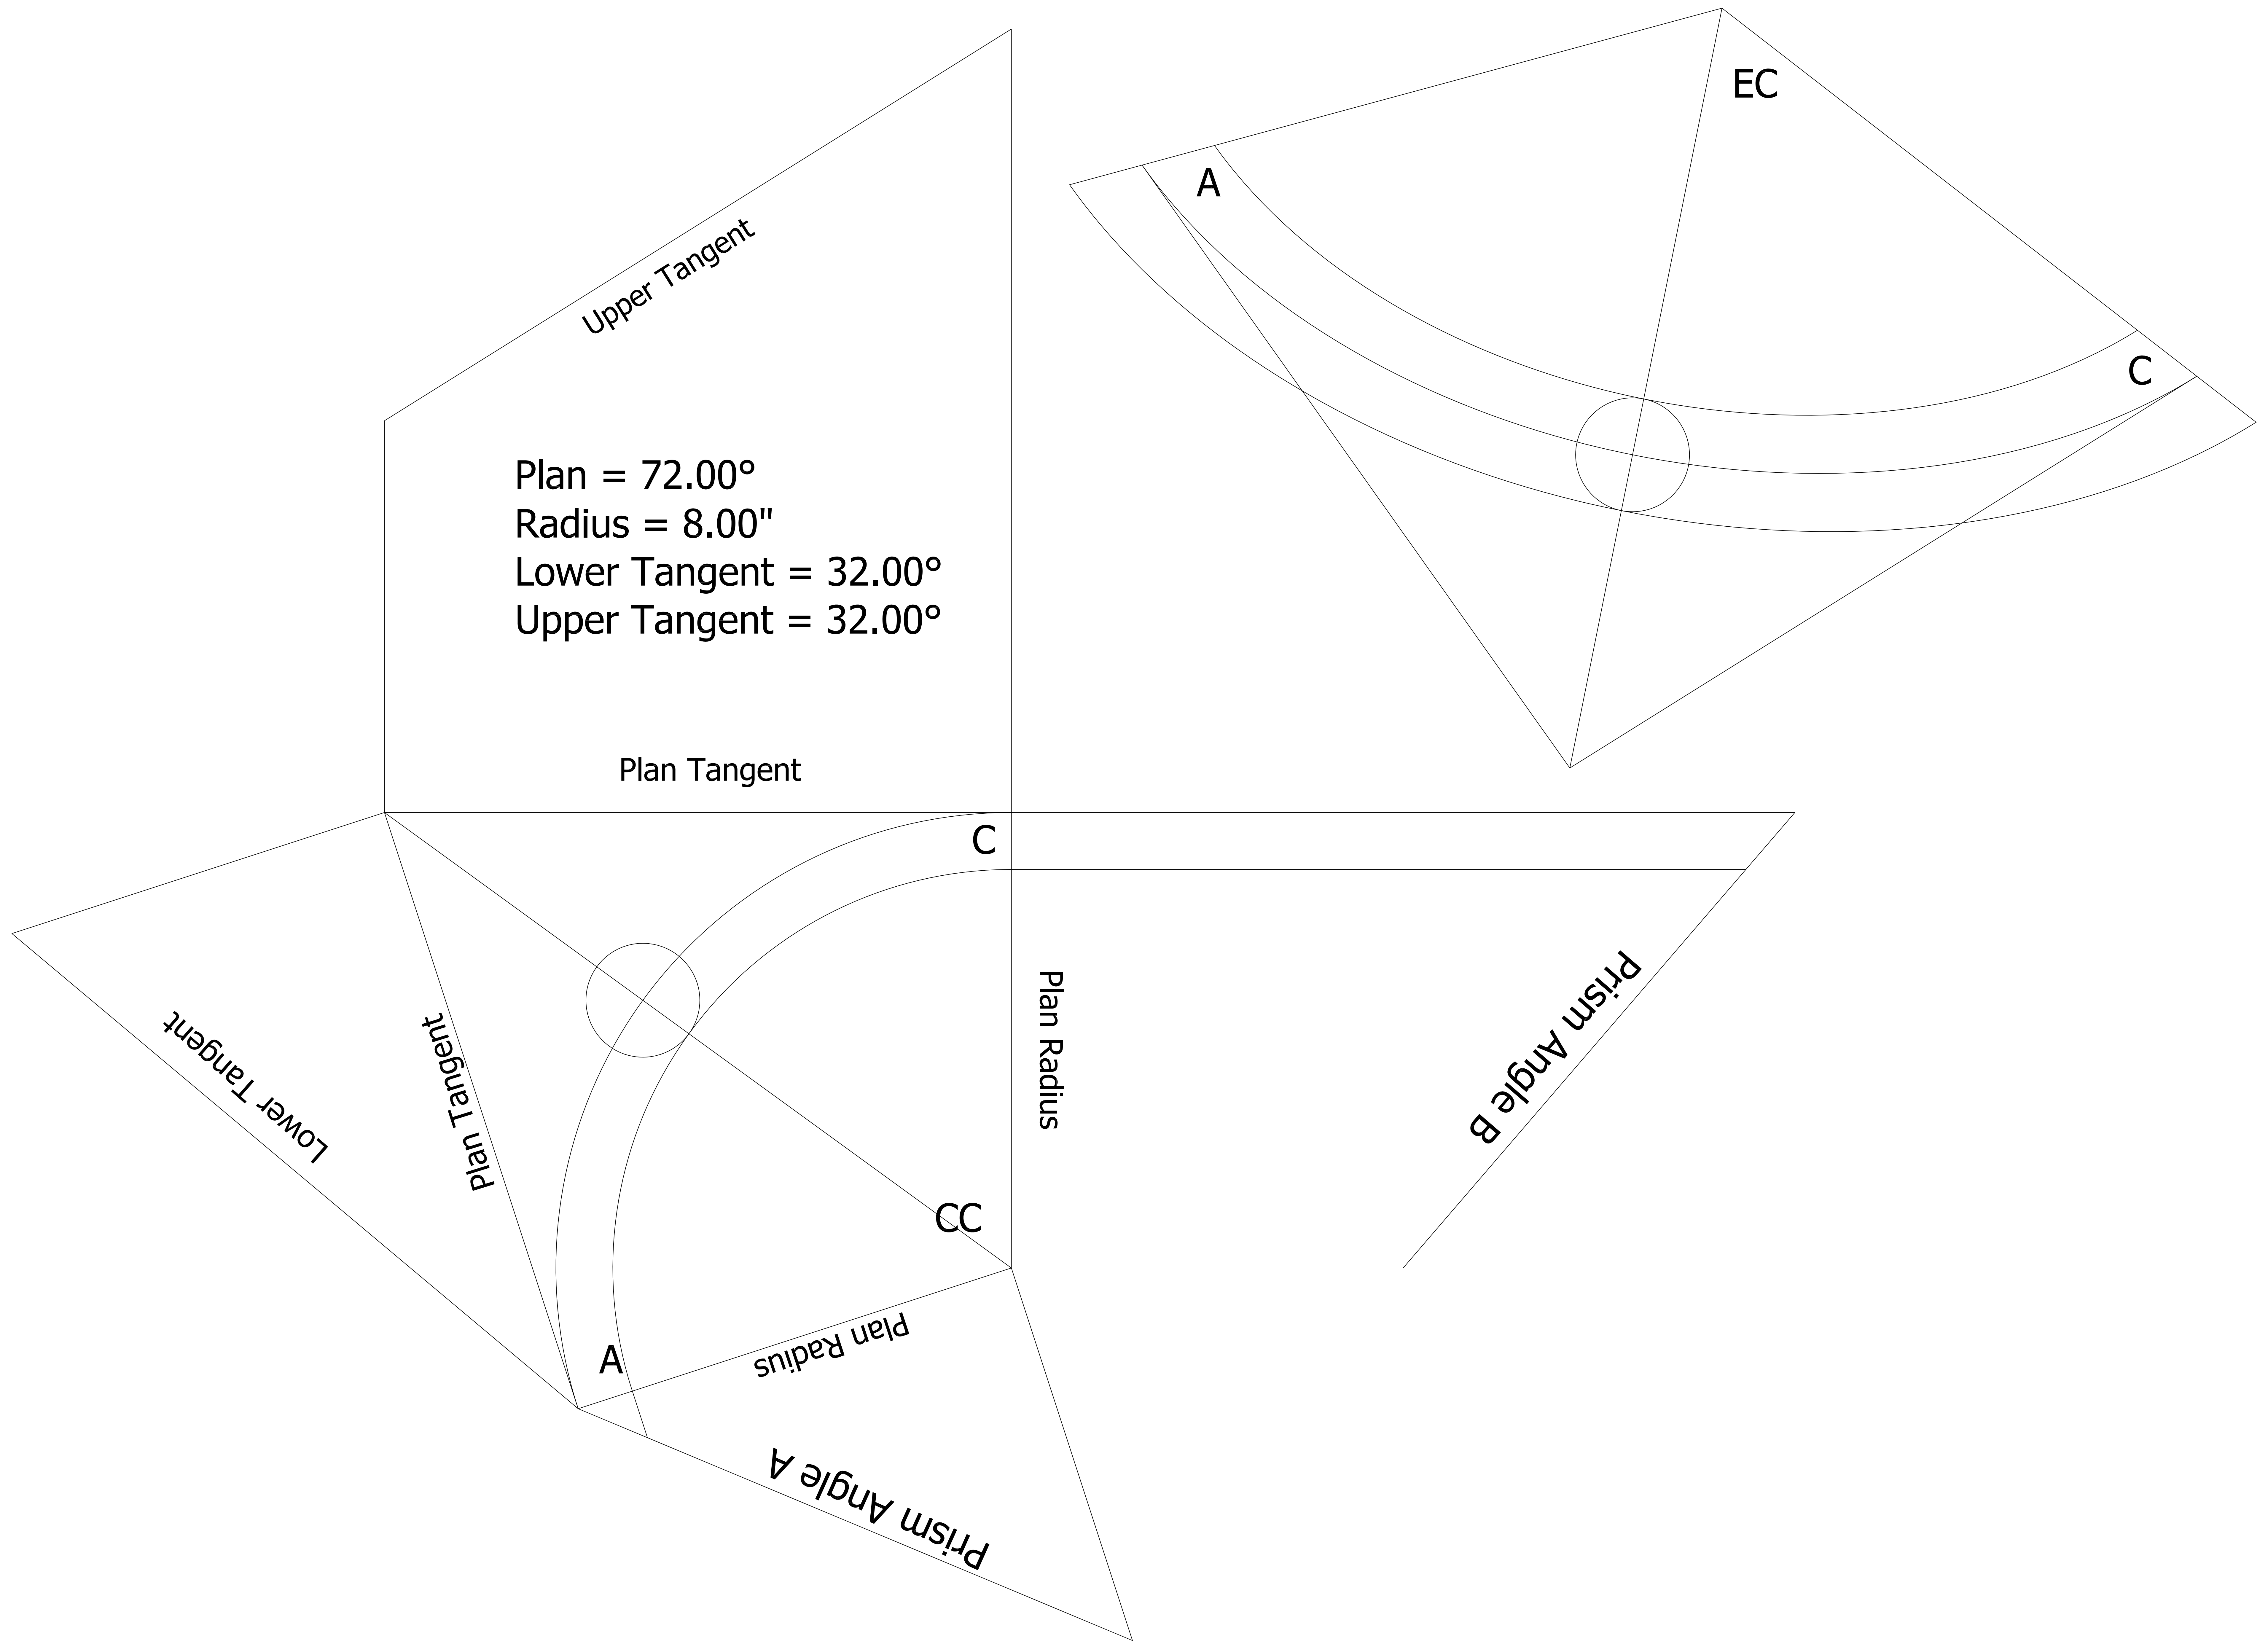 EC
A
C
Upper Tangent
Plan = 72.00°
Radius = 8.00"
Lower Tangent = 32.00°
Upper Tangent = 32.00°
Plan Tangent
C
Plan Radius
Prism Angle B
Lower Tangent
Plan Tangent
CC
Plan Radius
A
Prism Angle A